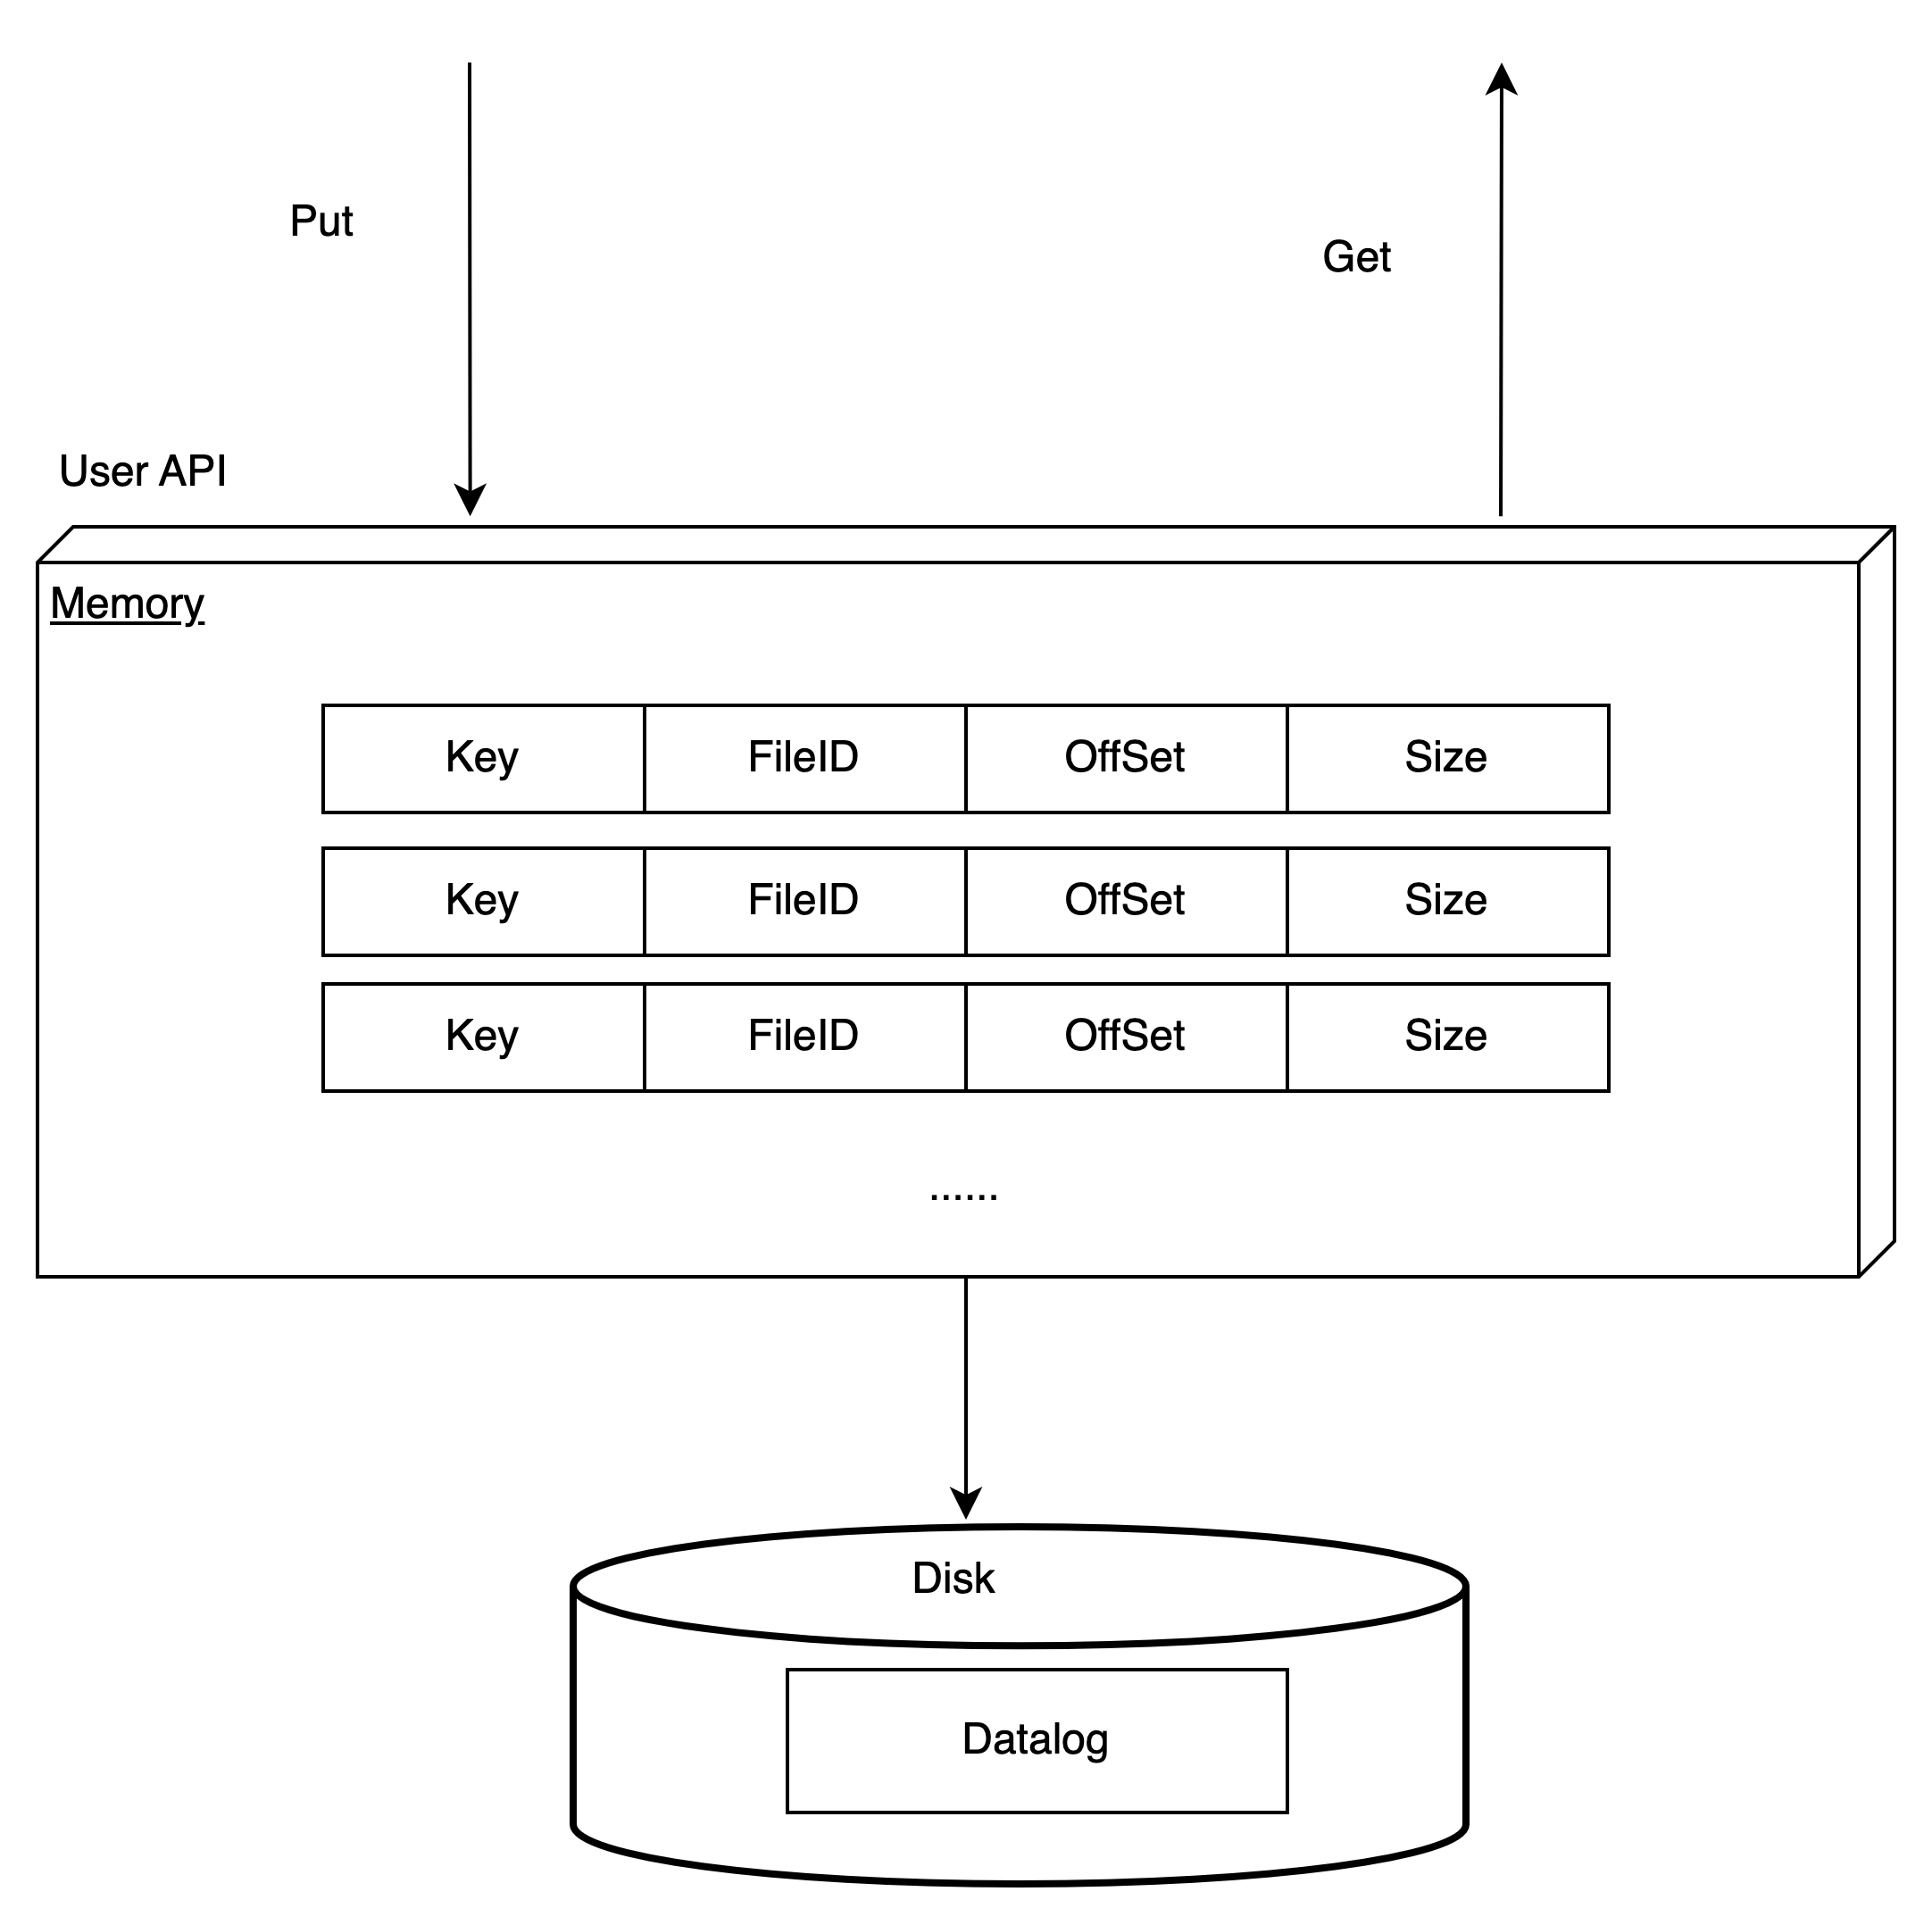 Put
Get
User API
Memory
Key FileID OffSet Size
Key FileID OffSet Size
Key FileID OffSet Size
......
Disk
Datalog